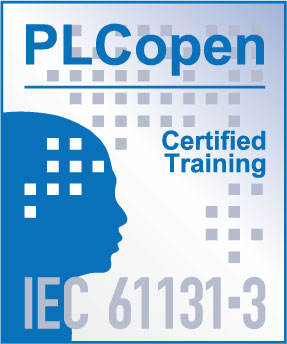 PLCopen
Certified
Training
IEC 61131-3